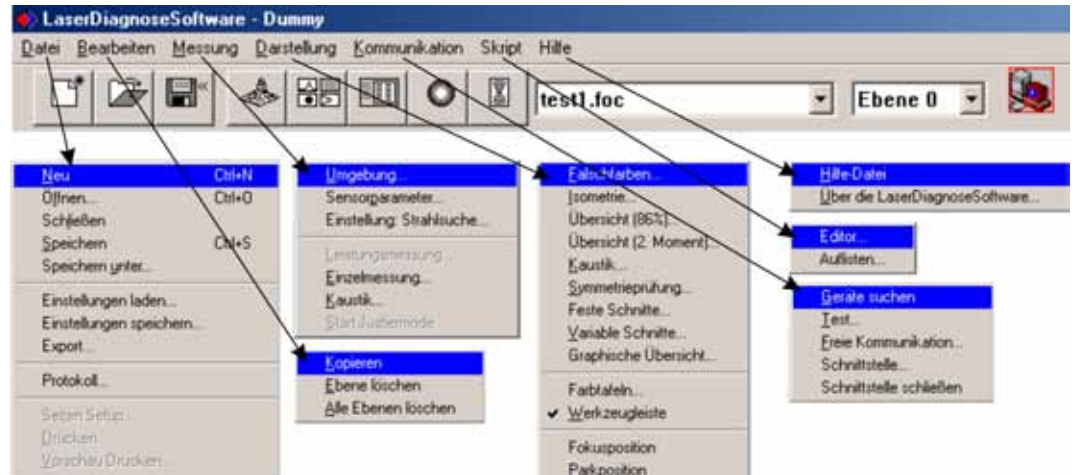 LaserDiagnoseSoftware - Dummy
Datei Bearbeiten Messung Darstellung Kommunikation Skript Hilfe
test1.foc
Ebene 0
Neu Ctrl+N
Öffnen... Ctrl+O
Schließen
Speichern Ctrl+S
Speichern unter...
Einstellungen laden...
Einstellungen speichern...
Export...
Protokoll...
Seiten Setup...
Drucken
Vorschau Drucken...
Umgebung...
Sensorparameter...
Einstellung: Strahlsuche...
Leistungsmessung...
Einzelmessung...
Kaustik...
Start Justiermode
Kopieren
Ebene löschen
Alle Ebenen löschen
Falschfarben...
Isometrie...
Übersicht (86%)...
Übersicht (2. Moment)...
Kaustik...
Symmetrieprüfung...
Feste Schnitte...
Variable Schnitte...
Graphische Übersicht...
Farbtafeln...
Werkzeugleiste
Fokusposition
Parkposition
Hilfe-Datei
Über die LaserDiagnoseSoftware...
Editor...
Auflisten...
Geräte suchen
Test...
Freie Kommunikation...
Schnittstelle...
Schnittstelle schließen